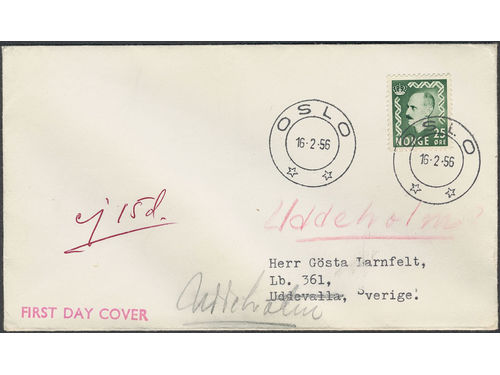 OSLO
16·2·56
25
NORGE ØRE
OSLO
16·2·56
ej 15d.
Uddeholm?
Herr Gösta Larnfelt,
Lb. 361,
Uddevalla, Sverige.
Uddeholm
FIRST DAY COVER